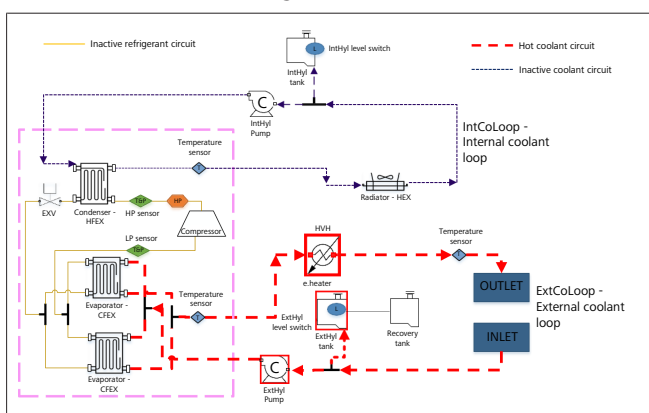 Inactive refrigerant circuit
L
IntHyl level switch
IntHyl
tank
Hot coolant circuit
Inactive coolant circuit
C
IntHyl
Pump
IntCoLoop -
Internal coolant
loop
Temperature
sensor
T
Radiator - HEX
EXV
Condenser -
HFEX
T&P
HP sensor
HP
Compressor
LP sensor
T&P
HVH
e.heater
Temperature
sensor
T
OUTLET
ExtCoLoop -
External coolant
loop
INLET
Evaporator -
CFEX
Temperature
sensor
T
ExtHyl
level switch
L
ExtHyl
tank
Recovery
tank
Evaporator -
CFEX
C
ExtHyl
Pump